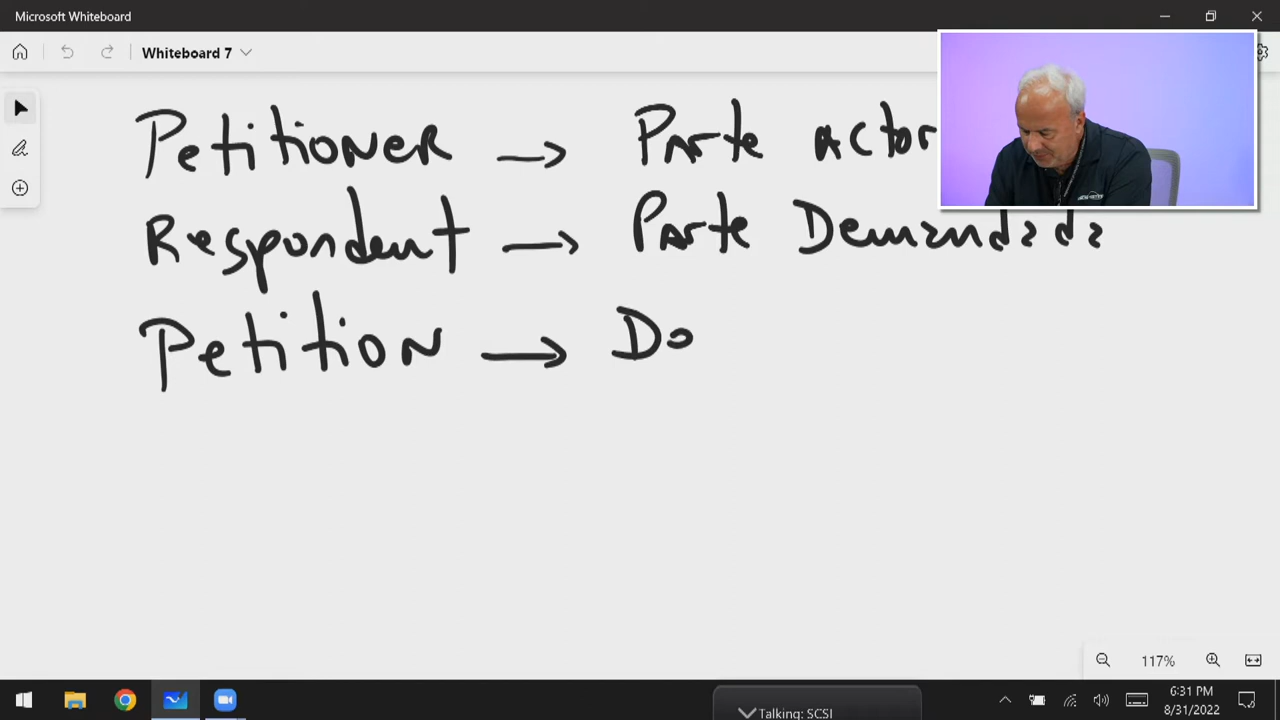 Microsoft Whiteboard
Whiteboard 7
Petitioner → Parte actor
Respondent → Parte Demandada
Petition → Do
117%
Talking: SCSI
6:31 PM
8/31/2022